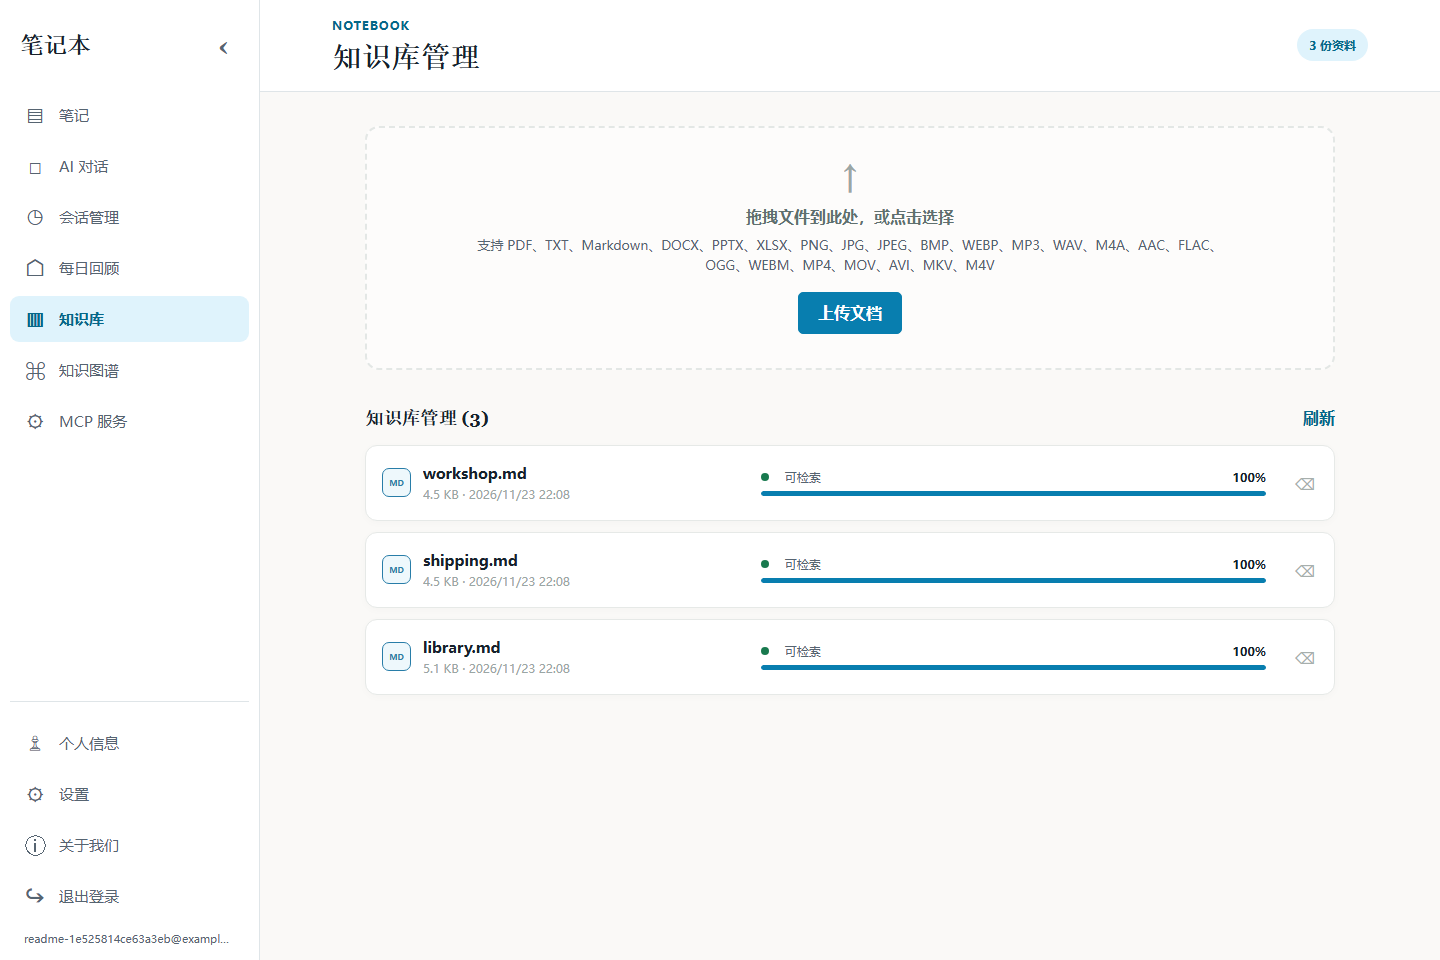 笔记本
笔记
AI 对话
会话管理
每日回顾
知识库
知识图谱
MCP 服务
个人信息
设置
关于我们
退出登录
readme-1e525814ce63a3eb@exampl...
NOTEBOOK
知识库管理
3 份资料
拖拽文件到此处，或点击选择
支持 PDF、TXT、Markdown、DOCX、PPTX、XLSX、PNG、JPG、JPEG、BMP、WEBP、MP3、WAV、M4A、AAC、FLAC、
OGG、WEBM、MP4、MOV、AVI、MKV、M4V
上传文档
知识库管理 (3)
刷新
MD
workshop.md
4.5 KB · 2026/11/23 22:08
可检索
100%
MD
shipping.md
4.5 KB · 2026/11/23 22:08
可检索
100%
MD
library.md
5.1 KB · 2026/11/23 22:08
可检索
100%